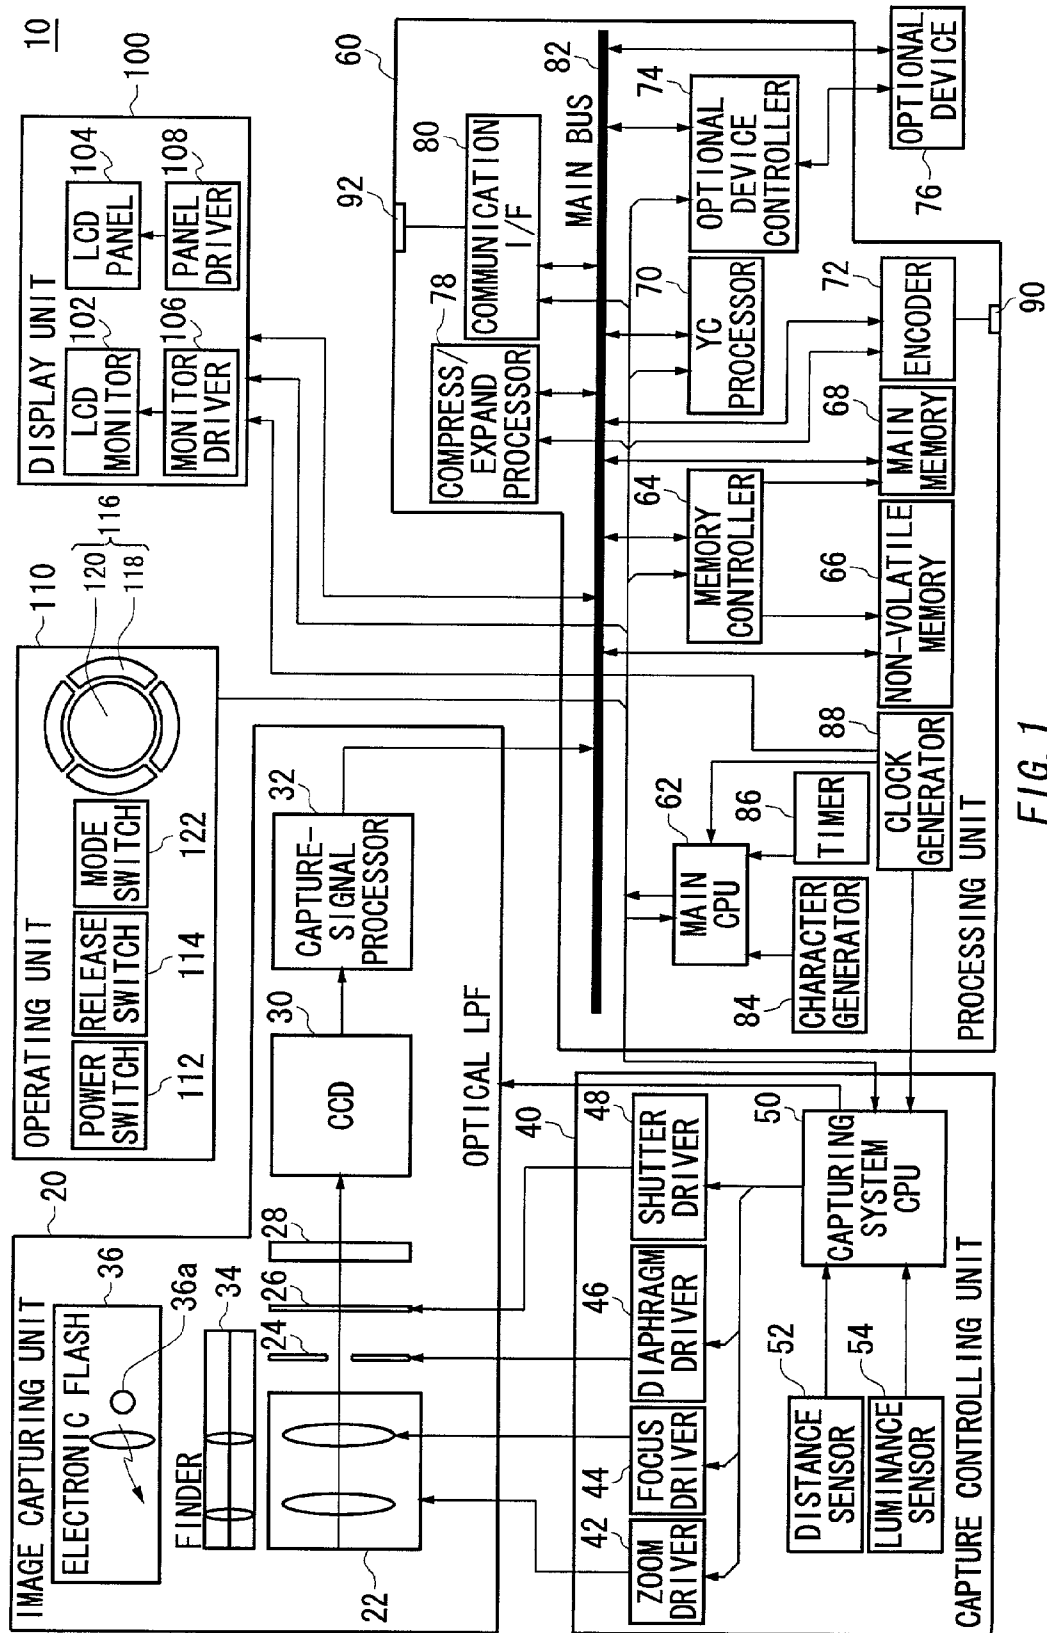 10
IMAGE CAPTURING UNIT
20
ELECTRONIC FLASH
36
36a
FINDER
34
22
24
26
28
CCD
30
CAPTURE-
SIGNAL
PROCESSOR
32
OPTICAL LPF
OPERATING UNIT
110
POWER
SWITCH
112
RELEASE
SWITCH
114
MODE
SWITCH
122
120
118
116
DISPLAY UNIT
100
LCD
MONITOR
102
LCD
PANEL
104
MONITOR
DRIVER
106
PANEL
DRIVER
108
CAPTURE CONTROLLING UNIT
40
ZOOM
DRIVER
42
FOCUS
DRIVER
44
DIAPHRAGM
DRIVER
46
SHUTTER
DRIVER
48
CAPTURING
SYSTEM
CPU
50
DISTANCE
SENSOR
52
LUMINANCE
SENSOR
54
PROCESSING UNIT
60
COMPRESS/
EXPAND
PROCESSOR
78
COMMUNICATION
I/F
80
92
MAIN BUS
82
MAIN
CPU
62
MEMORY
CONTROLLER
64
YC
PROCESSOR
70
OPTIONAL
DEVICE
CONTROLLER
74
CHARACTER
GENERATOR
84
TIMER
86
CLOCK
GENERATOR
88
NON-VOLATILE
MEMORY
66
MAIN
MEMORY
68
ENCODER
72
90
OPTIONAL
DEVICE
76
FIG. 1